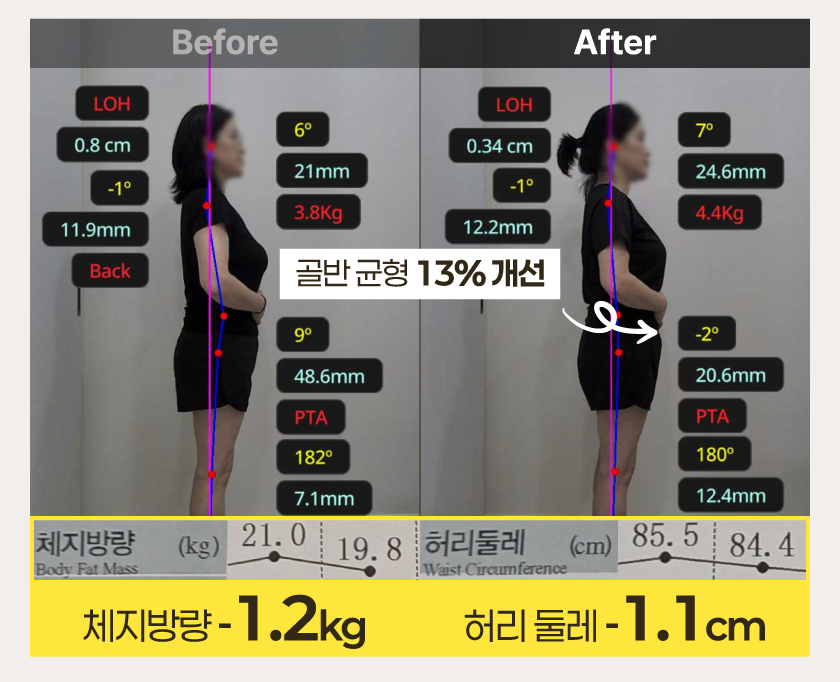 Before
LOH
0.8 cm
-1º
11.9mm
Back
6º
21mm
3.8Kg
9º
48.6mm
PTA
182º
7.1mm
After
LOH
0.34 cm
-1º
12.2mm
7º
24.6mm
4.4Kg
-2º
20.6mm
PTA
180º
12.4mm
골반 균형 13% 개선
체지방량 (kg) 21.0 19.8
Body Fat Mass
허리둘레 (cm) 85.5 84.4
Waist Circumference
체지방량 -1.2kg
허리 둘레 -1.1cm